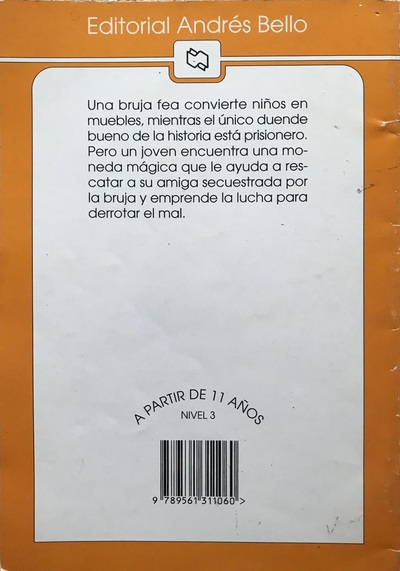 Editorial Andrés Bello
Una bruja fea convierte niños en
muebles, mientras el único duende
bueno de la historia está prisionero.
Pero un joven encuentra una mo-
neda mágica que le ayuda a res-
catar a su amiga secuestrada por
la bruja y emprende la lucha para
derrotar el mal.
A PARTIR DE 11 AÑOS
NIVEL 3
9 789561 311060 >